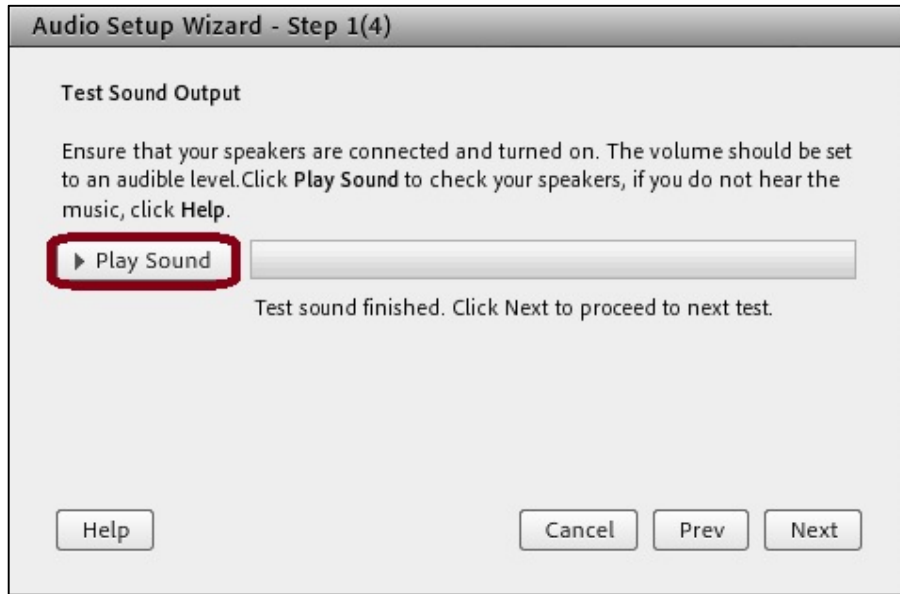 Audio Setup Wizard - Step 1(4)
Test Sound Output
Ensure that your speakers are connected and turned on. The volume should be set
to an audible level.Click Play Sound to check your speakers, if you do not hear the
music, click Help.
Play Sound
Test sound finished. Click Next to proceed to next test.
Help Cancel Prev Next